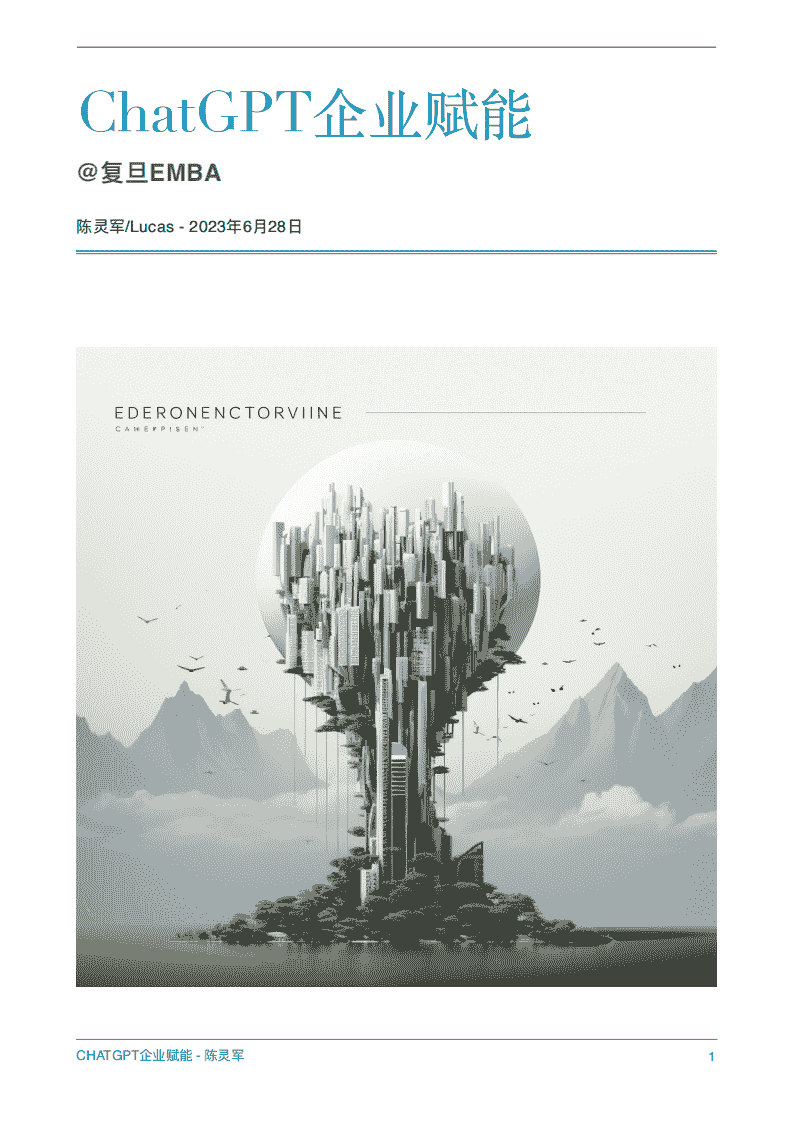 ChatGPT企业赋能
@复旦EMBA
陈灵军/Lucas - 2023年6月28日
EDERONENCTORVIINE
CAHEFPISEN"
CHATGPT企业赋能 - 陈灵军 1